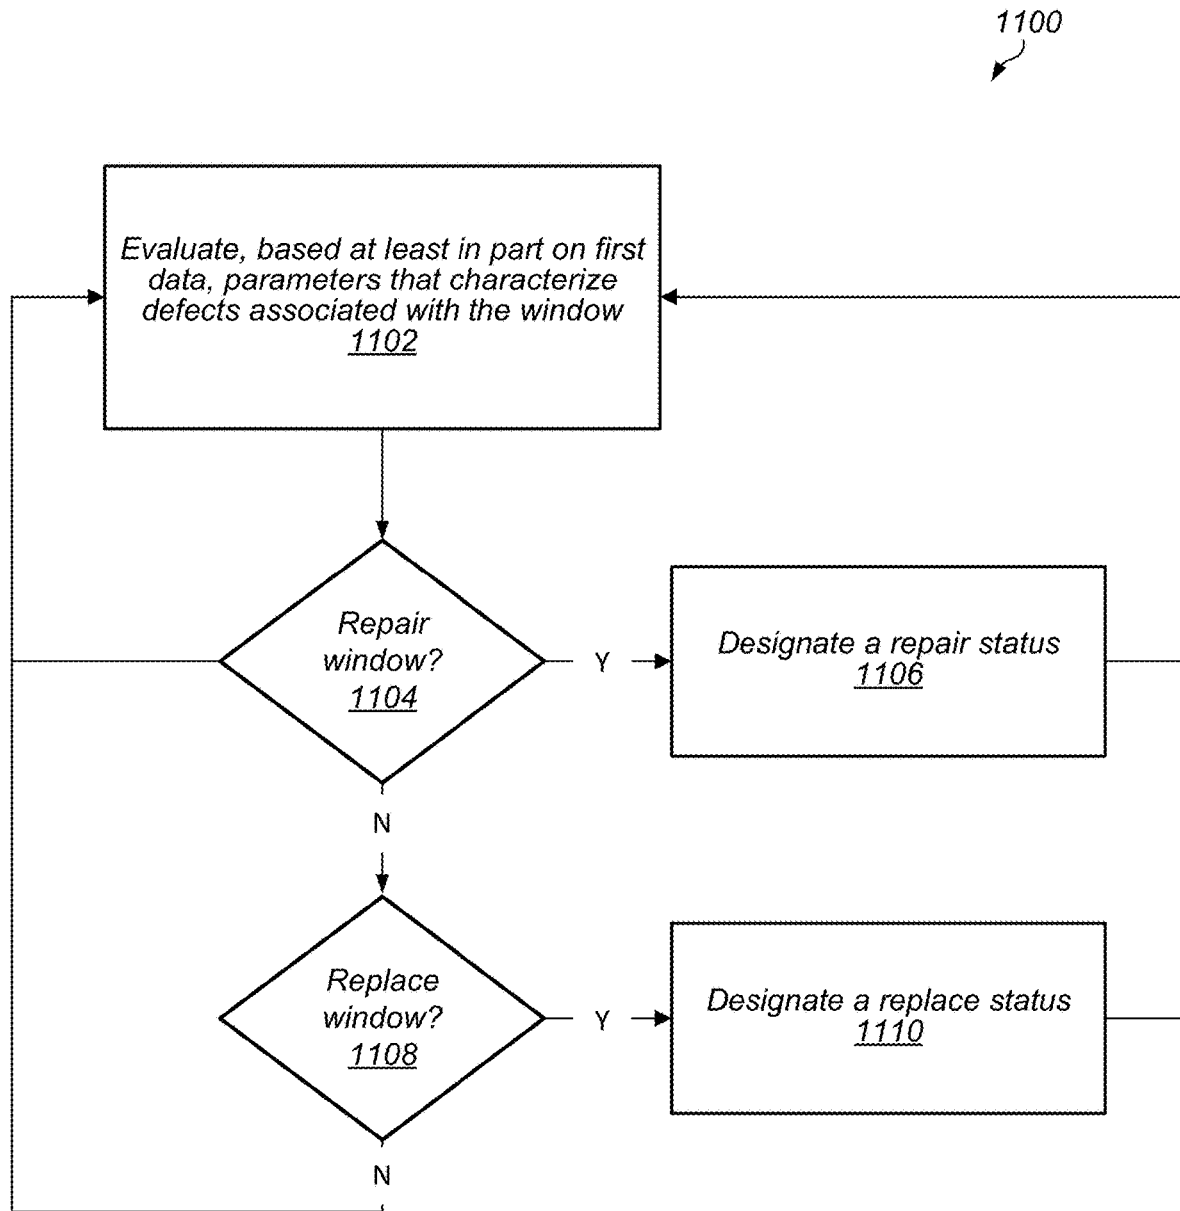 1100
Evaluate, based at least in part on first
data, parameters that characterize
defects associated with the window
1102
Repair
window?
1104
Y
Designate a repair status
1106
N
Replace
window?
1108
Y
Designate a replace status
1110
N